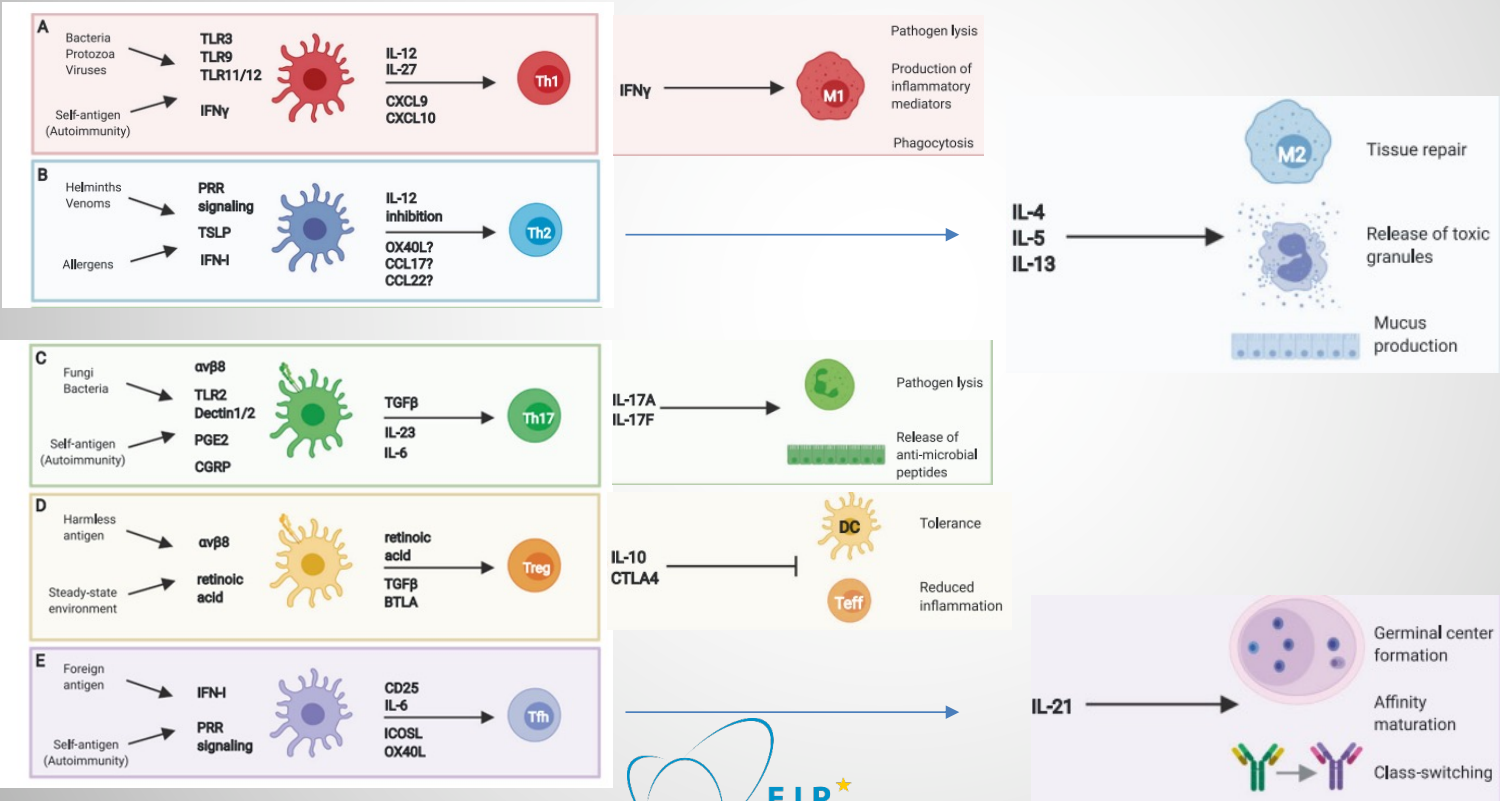 A
Bacteria
Protozoa
Viruses
Self-antigen
(Autoimmunity)
TLR3
TLR9
TLR11/12
IFNγ
IL-12
IL-27
CXCL9
CXCL10
Th1
IFNγ
M1
Pathogen lysis
Production of
inflammatory
mediators
Phagocytosis
B
Helminths
Venoms
Allergens
PRR
signaling
TSLP
IFN-I
IL-12
inhibition
OX40L?
CCL17?
CCL22?
Th2
IL-4
IL-5
IL-13
M2
Tissue repair
Release of toxic
granules
Mucus
production
C
Fungi
Bacteria
Self-antigen
(Autoimmunity)
αvβ8
TLR2
Dectin1/2
PGE2
CGRP
TGFβ
IL-23
IL-6
Th17
IL-17A
IL-17F
Pathogen lysis
Release of
anti-microbial
peptides
D
Harmless
antigen
Steady-state
environment
αvβ8
retinoic
acid
retinoic
acid
TGFβ
BTLA
Treg
IL-10
CTLA4
DC
Teff
Tolerance
Reduced
inflammation
E
Foreign
antigen
Self-antigen
(Autoimmunity)
IFN-I
PRR
signaling
CD25
IL-6
ICOSL
OX40L
Tfh
IL-21
Germinal center
formation
Affinity
maturation
Class-switching